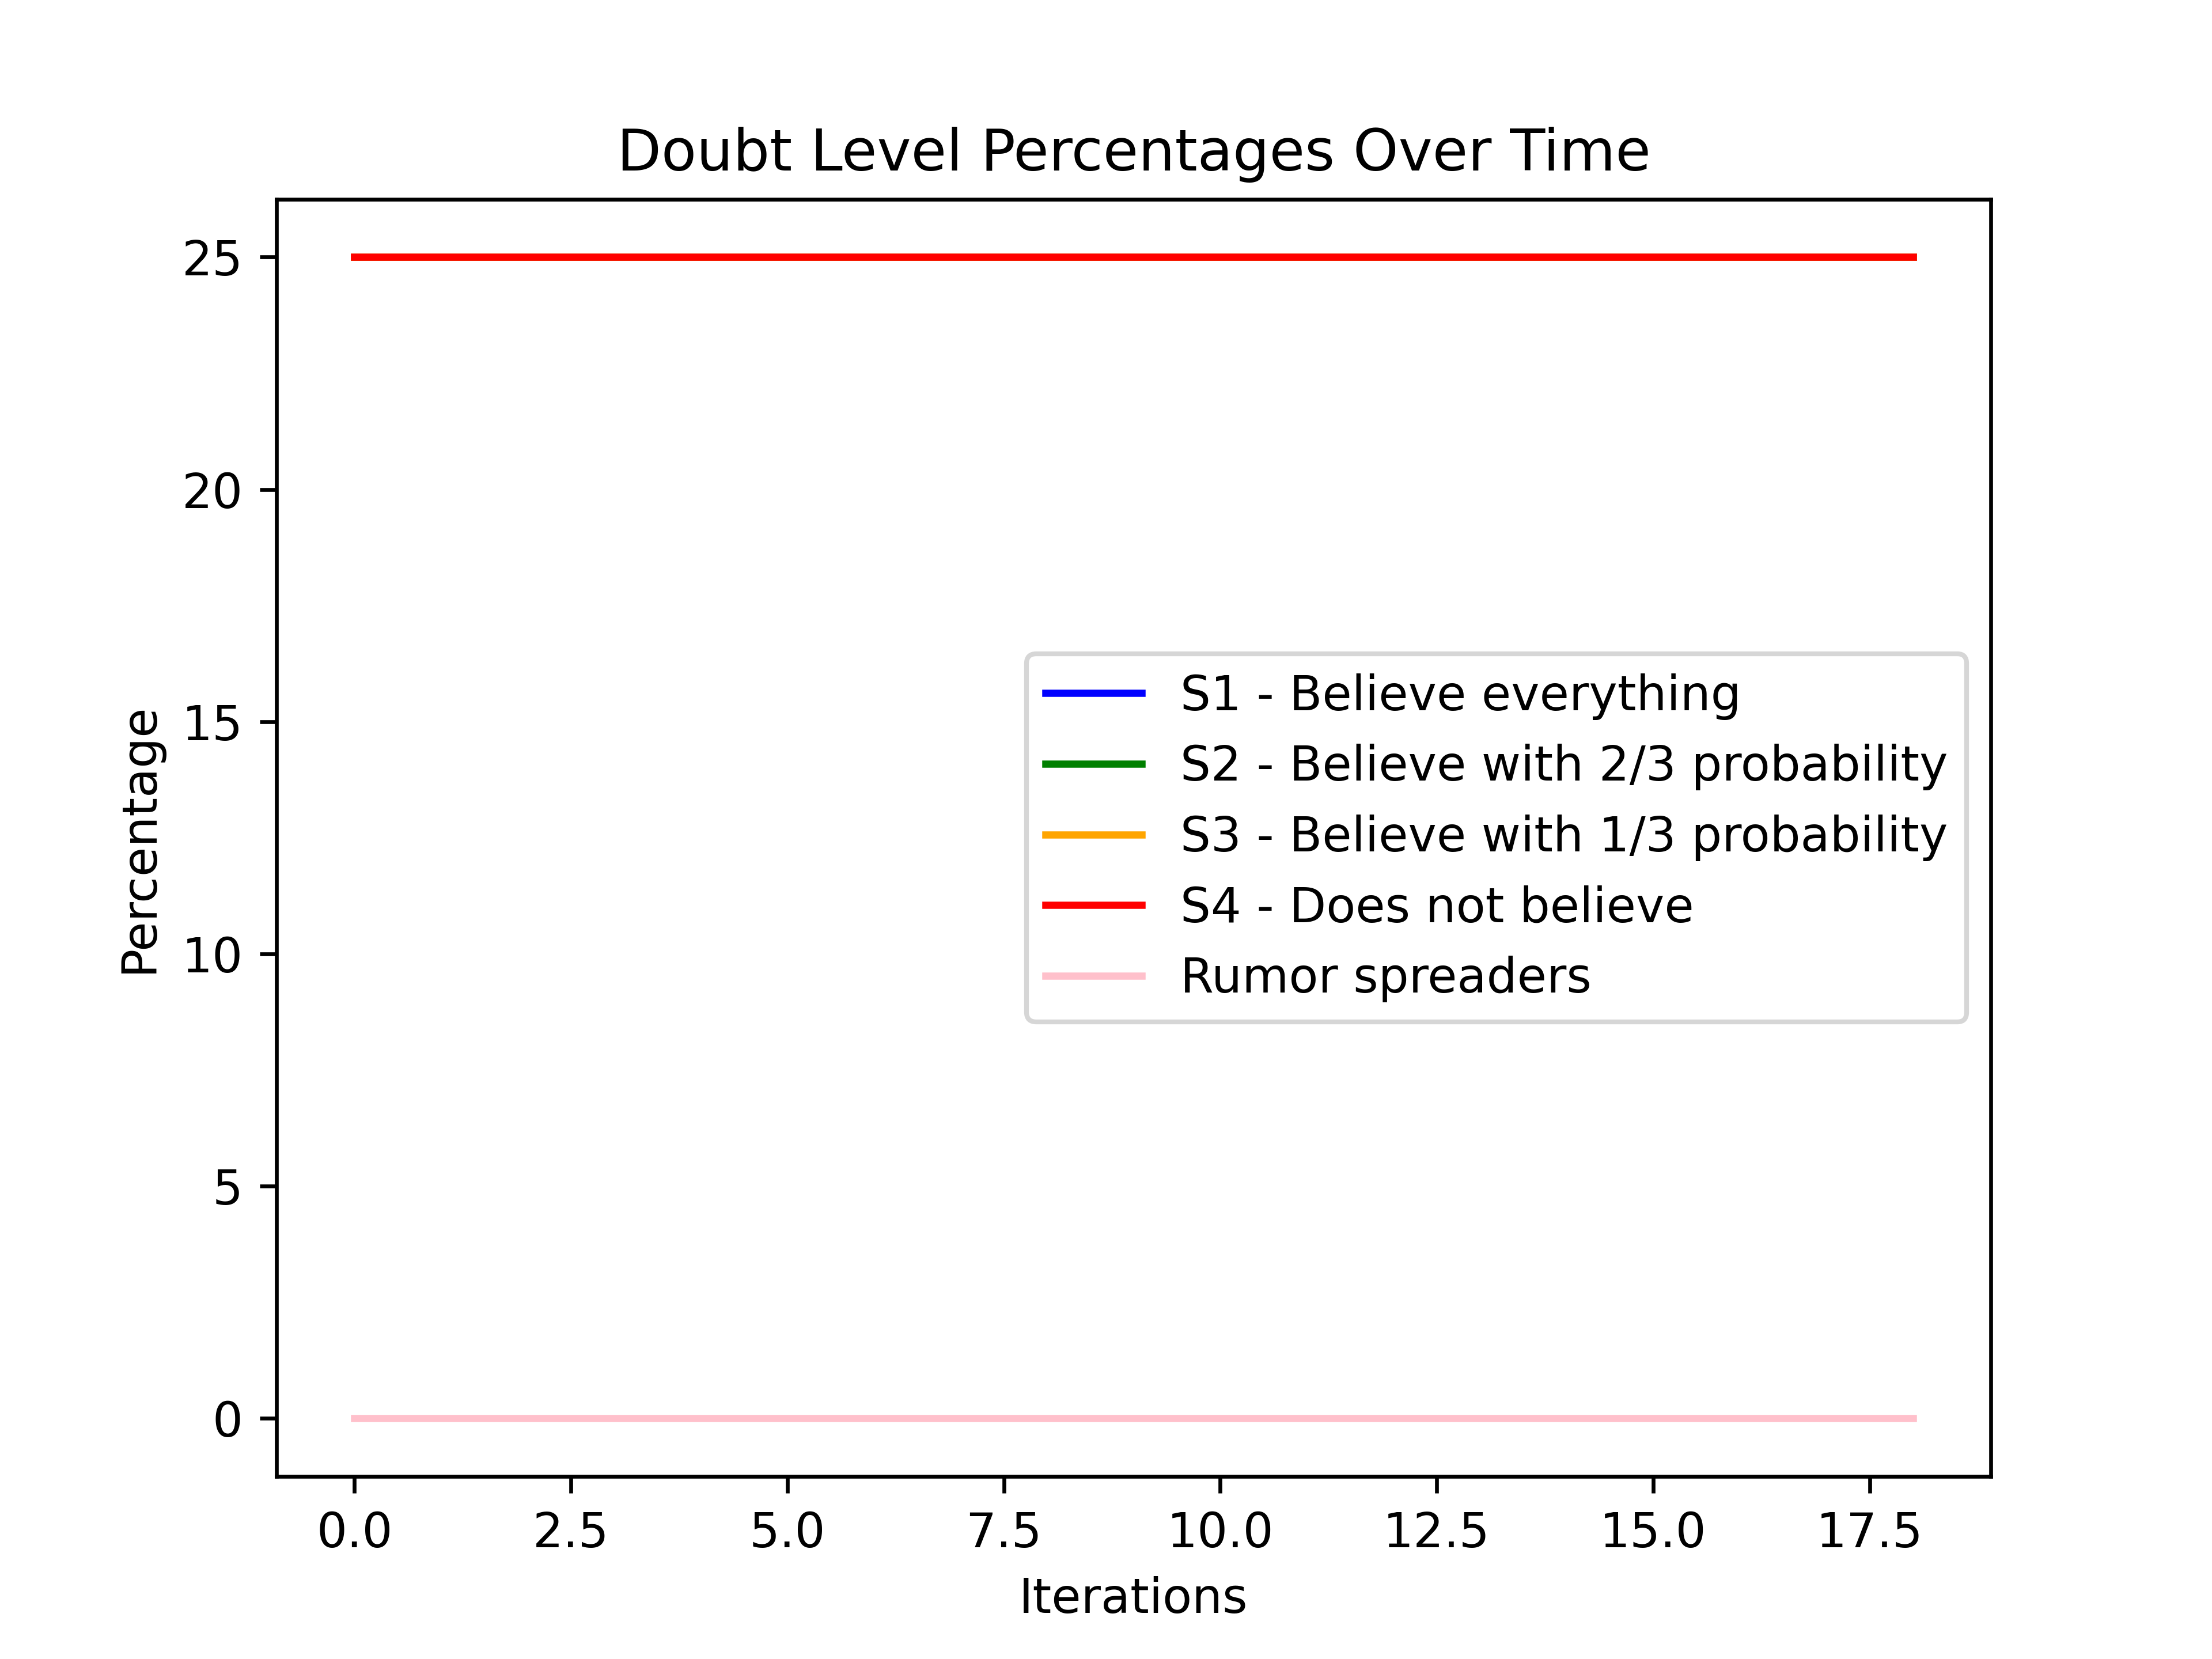 Doubt Level Percentages Over Time
25
20
15
10
5
0
Percentage
S1 - Believe everything
S2 - Believe with 2/3 probability
S3 - Believe with 1/3 probability
S4 - Does not believe
Rumor spreaders
0.0 2.5 5.0 7.5 10.0 12.5 15.0 17.5
Iterations